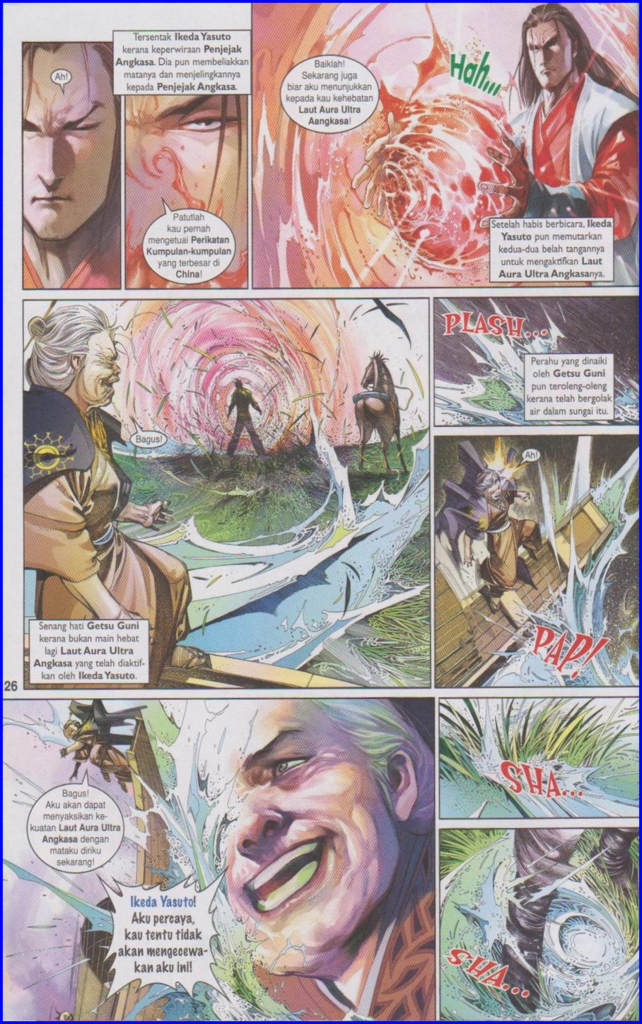 Ah!
Tersentak Ikeda Yasuto
kerana keperwiraan Penjejak
Angkasa. Dia pun membeliakkan
matanya dan menjelingkannya
kepada Penjejak Angkasa.
Patutlah
kau pernah
mengetuai Perikatan
Kumpulan-kumpulan
yang terbesar di
China!
Baiklah!
Sekarang juga
biar aku menunjukkan
kepada kau kehebatan
Laut Aura Ultra
Aangkasa!
Hah...
Setelah habis berbicara, Ikeda
Yasuto pun memutarkan
kedua-dua belah tangannya
untuk mengaktifkan Laut
Aura Ultra Angkasanya.
Bagus!
Senang hati Getsu Guni
kerana bukan main hebat
lagi Laut Aura Ultra
Angkasa yang telah diaktif-
kan oleh Ikeda Yasuto.
PLASH...
Perahu yang dinaiki
oleh Getsu Guni
pun teroleng-oleng
kerana telah bergolak
air dalam sungai itu.
Ah!
PAP!
26
Bagus!
Aku akan dapat
menyaksikan ke-
kuatan Laut Aura Ultra
Angkasa dengan
mataku diriku
sekarang!
Ikeda Yasuto!
Aku percaya,
kau tentu tidak
akan mengecewa-
kan aku ini!
SHA...
SHA...